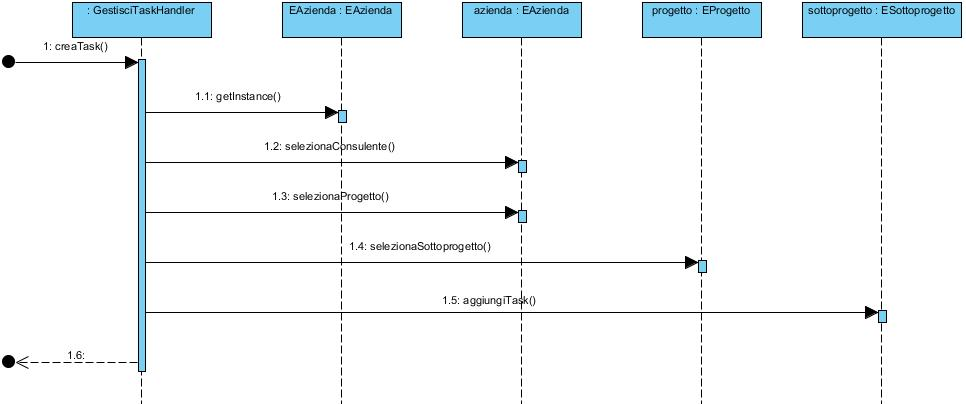 : GestisciTaskHandler
EAzienda : EAzienda
azienda : EAzienda
progetto : EProgetto
sottoprogetto : ESottoprogetto
1: creaTask()
1.1: getInstance()
1.2: selezionaConsulente()
1.3: selezionaProgetto()
1.4: selezionaSottoprogetto()
1.5: aggiungiTask()
1.6: